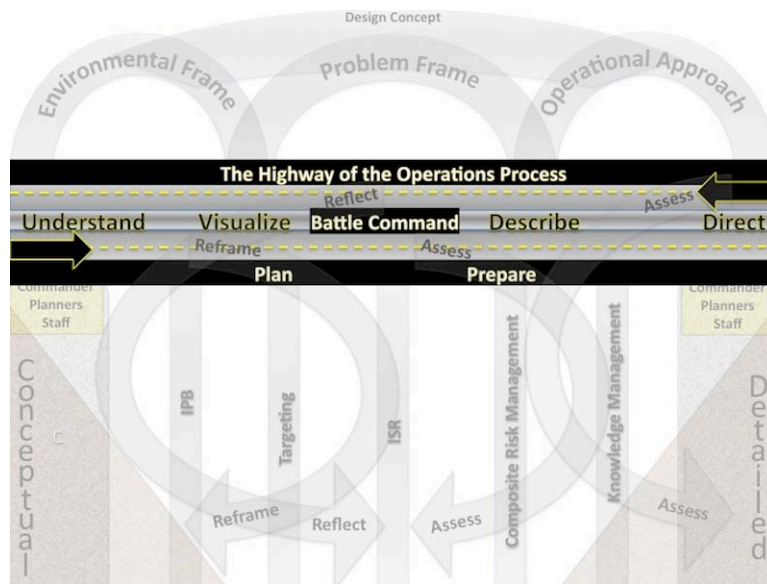 Design Concept
Environmental Frame
Problem Frame
Operational Approach
The Highway of the Operations Process
Reflect
Assess
Understand
Visualize
Battle Command
Describe
Direct
Reframe
Assess
Plan
Prepare
Commander
Planners
Staff
Commander
Planners
Staff
Conceptual
C
IPB
Targeting
ISR
Composite Risk Management
Knowledge Management
Detailed
Reframe
Reflect
Assess
Assess